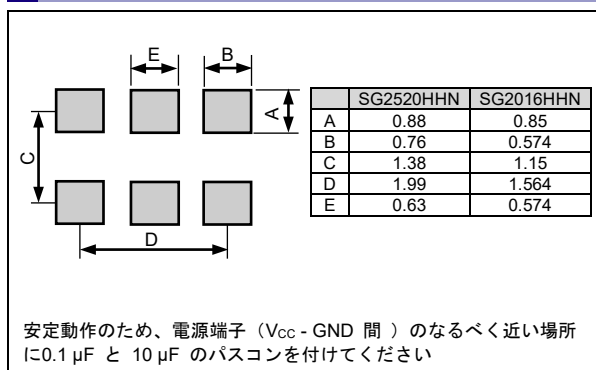 E B
A
C
D
SG2520HHN SG2016HHN
A 0.88 0.85
B 0.76 0.574
C 1.38 1.15
D 1.99 1.564
E 0.63 0.574
安定動作のため、電源端子（Vcc - GND 間 ）のなるべく近い場所
に0.1 µF と 10 µF のパスコンを付けてください